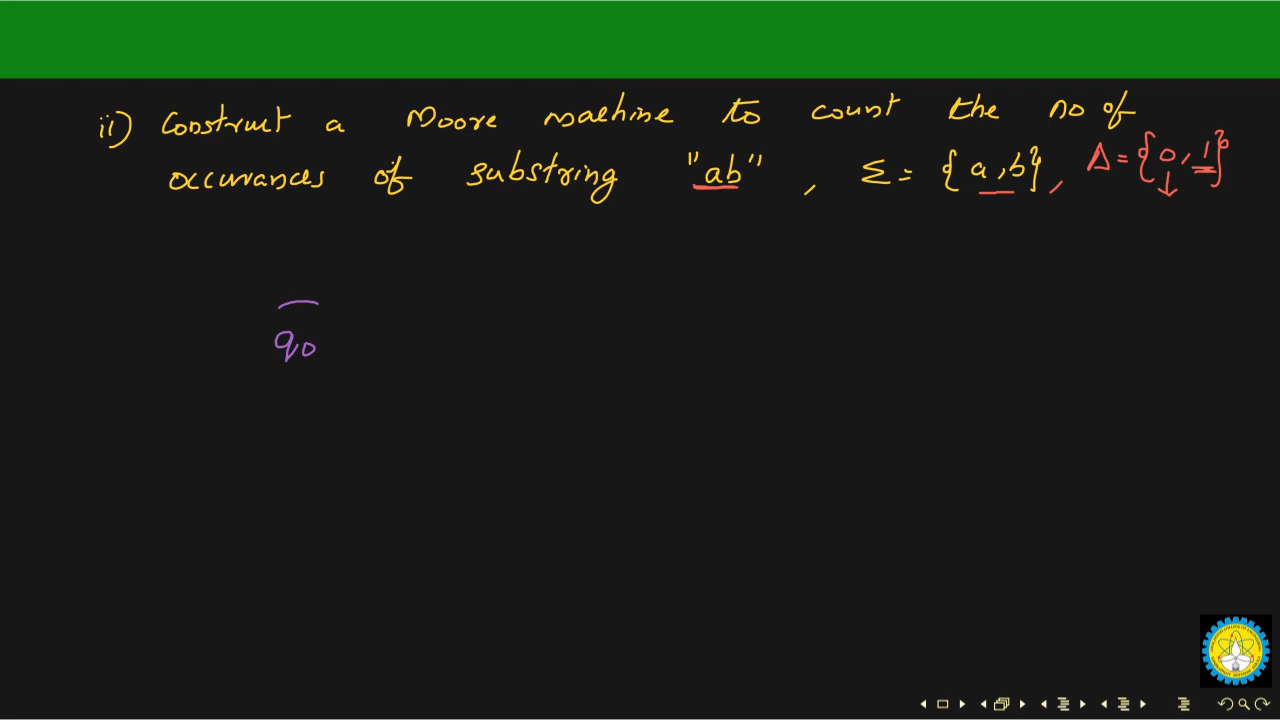 ii) Construct a Moore machine to count the no of
occurances of substring "ab" , Σ = {a,b}, Δ = {0,1}
q0